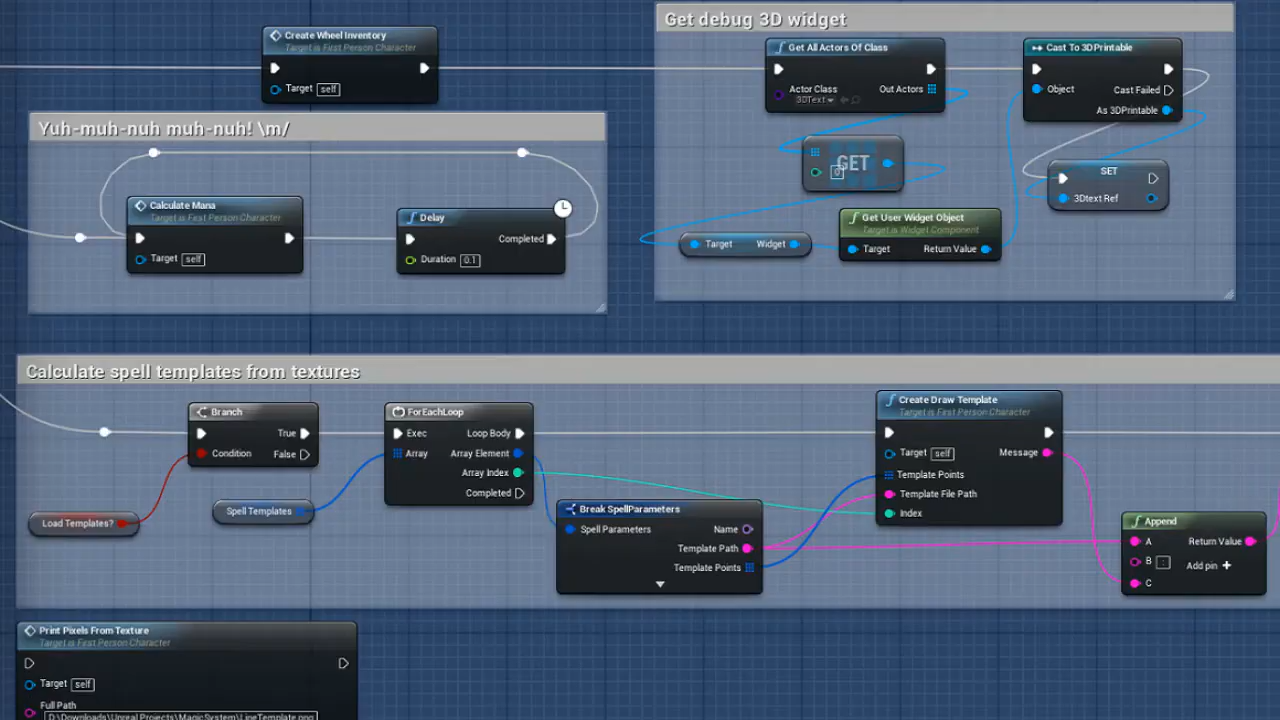 Create Wheel Inventory
Target is First Person Character
Target self
Get debug 3D widget
Get All Actors Of Class
Actor Class
3DText
Out Actors
Cast To 3DPrintable
Object
Cast Failed
As 3DPrintable
GET
0
SET
3Dtext Ref
Target Widget
Get User Widget Object
Target is Widget Component
Target Return Value
Yuh-muh-nuh muh-nuh! \m/
Calculate Mana
Target is First Person Character
Target self
Delay
Completed
Duration 0.1
Calculate spell templates from textures
Branch
True
Condition False
Load Templates?
Spell Templates
ForEachLoop
Exec Loop Body
Array Array Element
Array Index
Completed
Break SpellParameters
Spell Parameters Name
Template Path
Template Points
Create Draw Template
Target is First Person Character
Target self Message
Template Points
Template File Path
Index
Append
A Return Value
B : Add pin +
C
Print Pixels From Texture
Target is First Person Character
Target self
Full Path
D:\Downloads\Unreal Projects\MagicSystem\LineTemplate.png